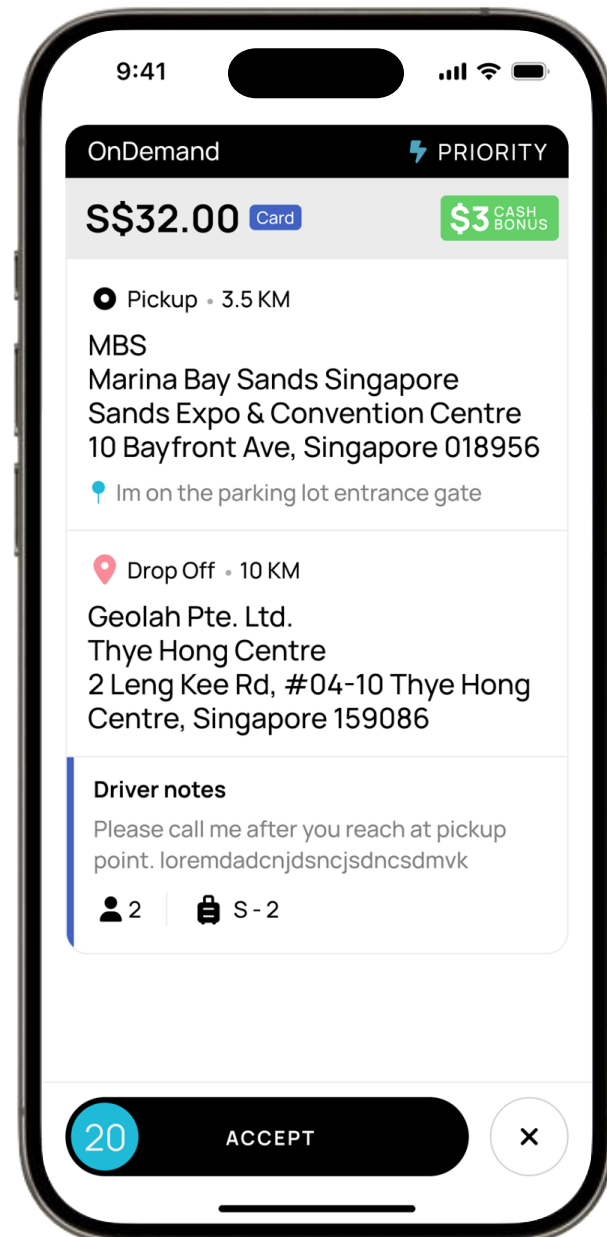 9:41
OnDemand
PRIORITY
S$32.00 Card
$3 CASH BONUS
Pickup • 3.5 KM
MBS
Marina Bay Sands Singapore
Sands Expo & Convention Centre
10 Bayfront Ave, Singapore 018956
Im on the parking lot entrance gate
Drop Off • 10 KM
Geolah Pte. Ltd.
Thye Hong Centre
2 Leng Kee Rd, #04-10 Thye Hong
Centre, Singapore 159086
Driver notes
Please call me after you reach at pickup
point. loremdadcnjdsncjsdncsdmvk
2
S - 2
20
ACCEPT